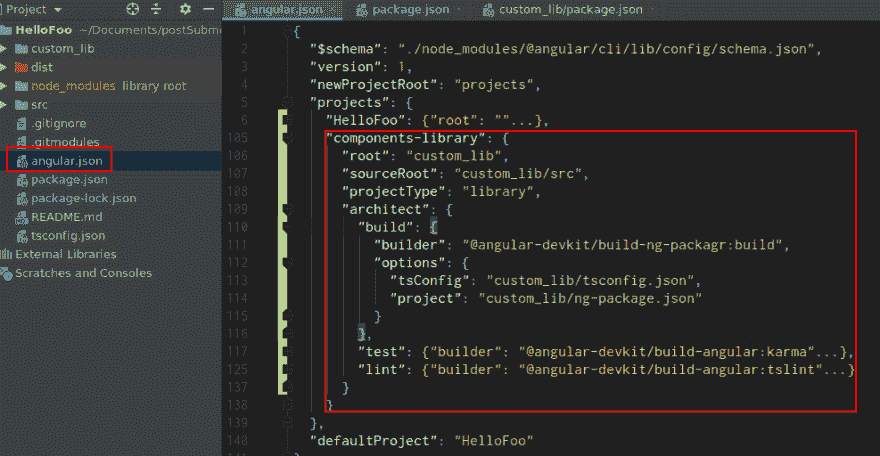 Project
HelloFoo ~/Documents/postSubm
custom_lib
dist
node_modules library root
src
.gitignore
.gitmodules
angular.json
package.json
package-lock.json
README.md
tsconfig.json
External Libraries
Scratches and Consoles
angular.json package.json custom_lib/package.json
1 {
2 "$schema": "./node_modules/@angular/cli/lib/config/schema.json",
3 "version": 1,
4 "newProjectRoot": "projects",
5 "projects": {
6 "HelloFoo": {"root": ""...},
105 "components-library": {
106 "root": "custom_lib",
107 "sourceRoot": "custom_lib/src",
108 "projectType": "library",
109 "architect": {
110 "build": {
111 "builder": "@angular-devkit/build-ng-packagr:build",
112 "options": {
113 "tsConfig": "custom_lib/tsconfig.json",
114 "project": "custom_lib/ng-package.json"
115 }
116 },
117 "test": {"builder": "@angular-devkit/build-angular:karma"...},
125 "lint": {"builder": "@angular-devkit/build-angular:tslint"...}
137 }
138 }
139 },
140 "defaultProject": "HelloFoo"